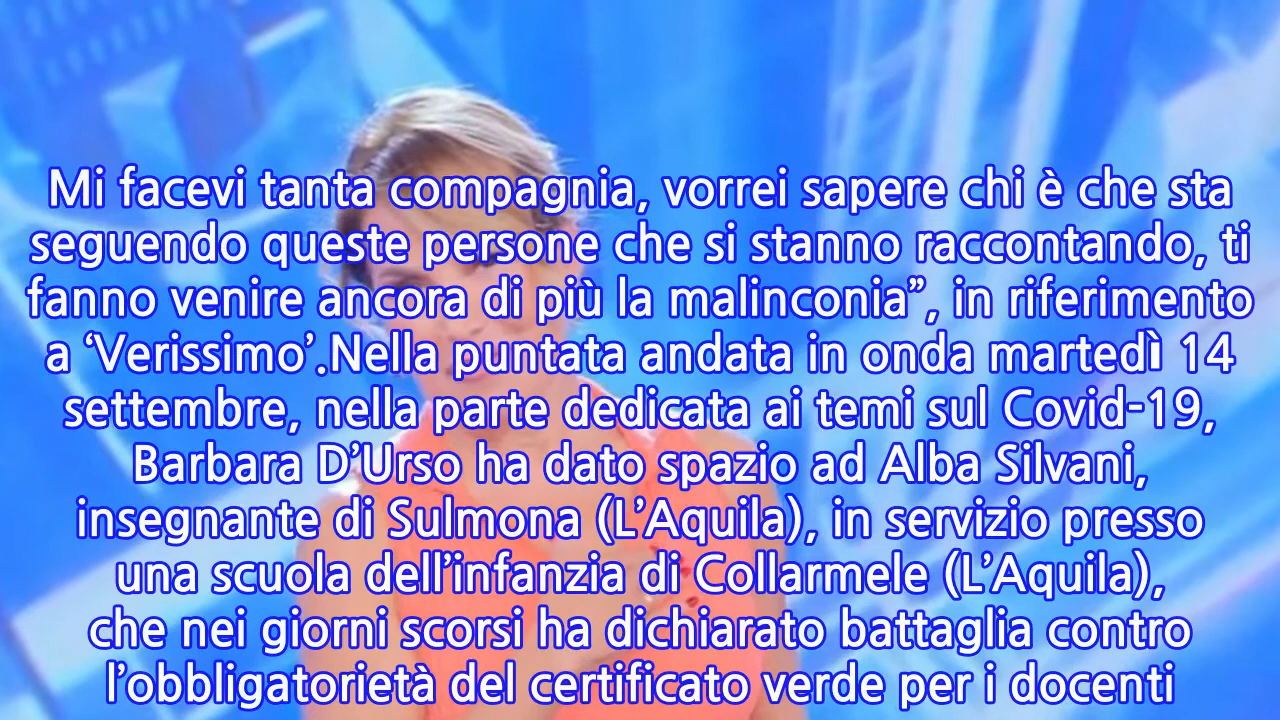 Mi facevi tanta compagnia, vorrei sapere chi è che sta
seguendo queste persone che si stanno raccontando, ti
fanno venire ancora di più la malinconia”, in riferimento
a ‘Verissimo’.Nella puntata andata in onda martedì 14
settembre, nella parte dedicata ai temi sul Covid-19,
Barbara D’Urso ha dato spazio ad Alba Silvani,
insegnante di Sulmona (L’Aquila), in servizio presso
una scuola dell’infanzia di Collarmele (L’Aquila),
che nei giorni scorsi ha dichiarato battaglia contro
l’obbligatorietà del certificato verde per i docenti